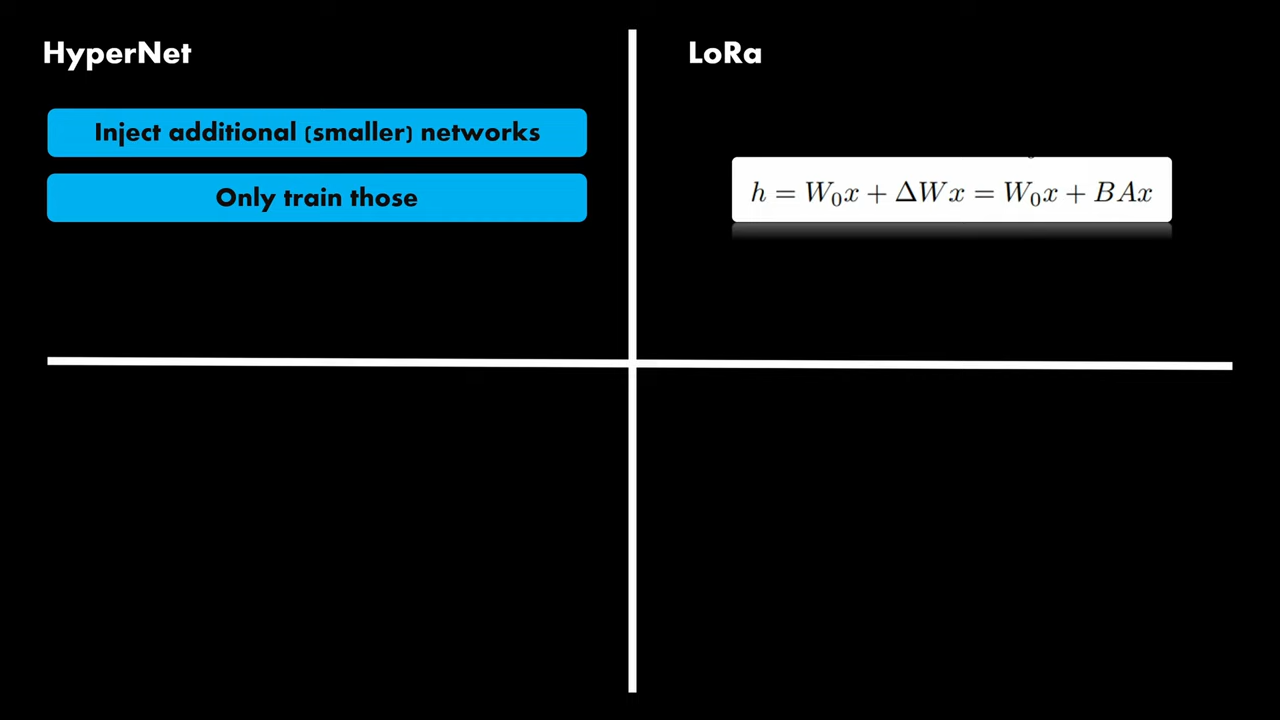 HyperNet
Inject additional (smaller) networks
Only train those
LoRa
h = W₀x + ΔWx = W₀x + BAx